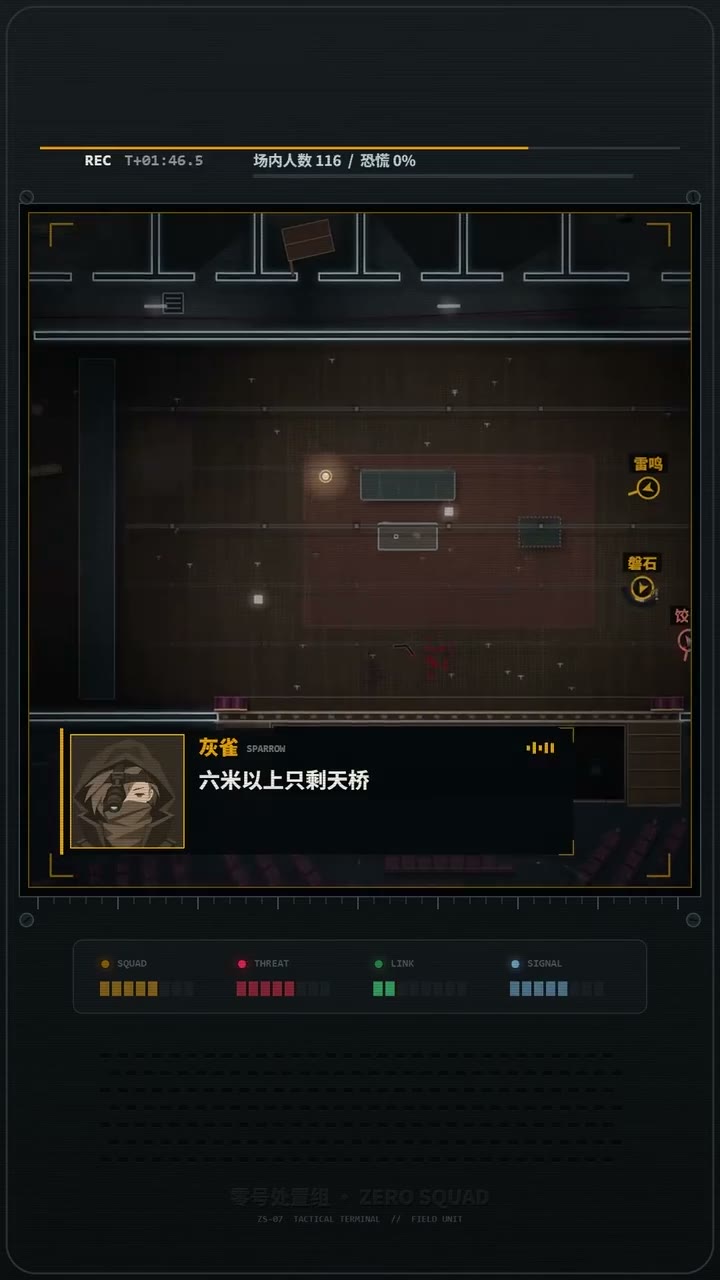 REC T+01:46.5 场内人数 116 / 恐慌 0%
雷鸣
磐石
饺
灰雀 SPARROW
六米以上只剩天桥
SQUAD THREAT LINK SIGNAL
零号处置组 · ZERO SQUAD
ZS-07 TACTICAL TERMINAL // FIELD UNIT